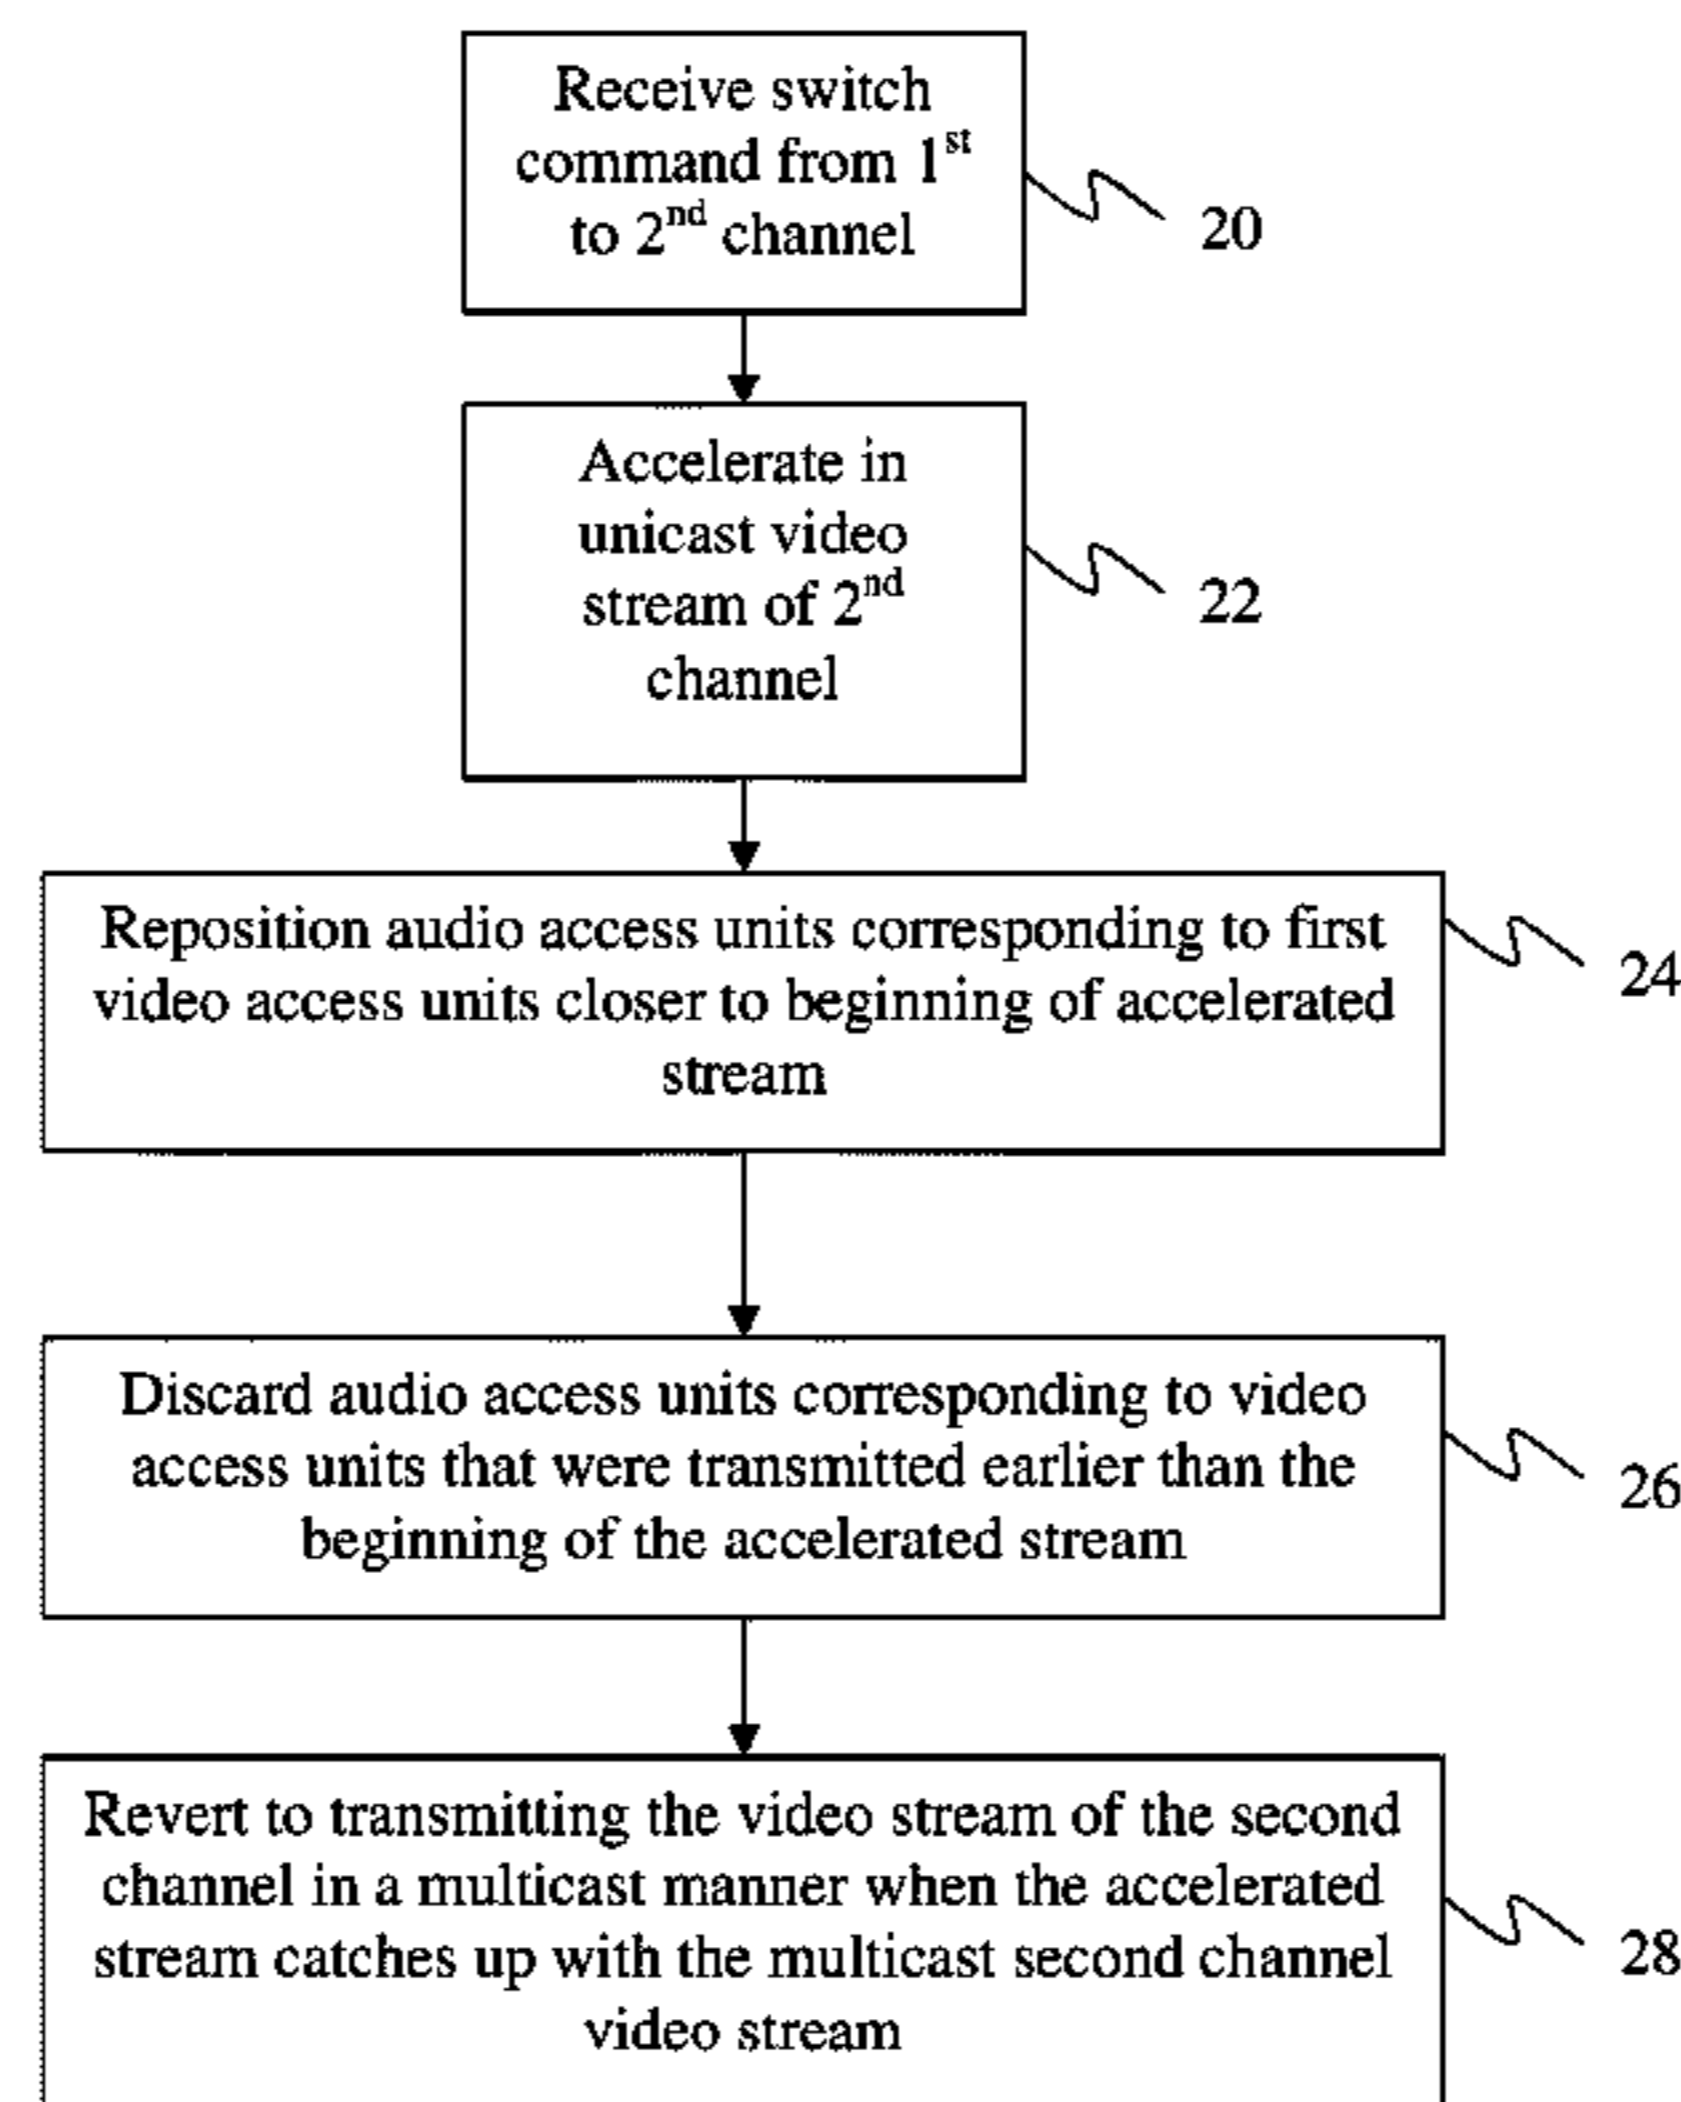 Receive switch
command from 1st
to 2nd channel
20
Accelerate in
unicast video
stream of 2nd
channel
22
Reposition audio access units corresponding to first
video access units closer to beginning of accelerated
stream
24
Discard audio access units corresponding to video
access units that were transmitted earlier than the
beginning of the accelerated stream
26
Revert to transmitting the video stream of the second
channel in a multicast manner when the accelerated
stream catches up with the multicast second channel
video stream
28